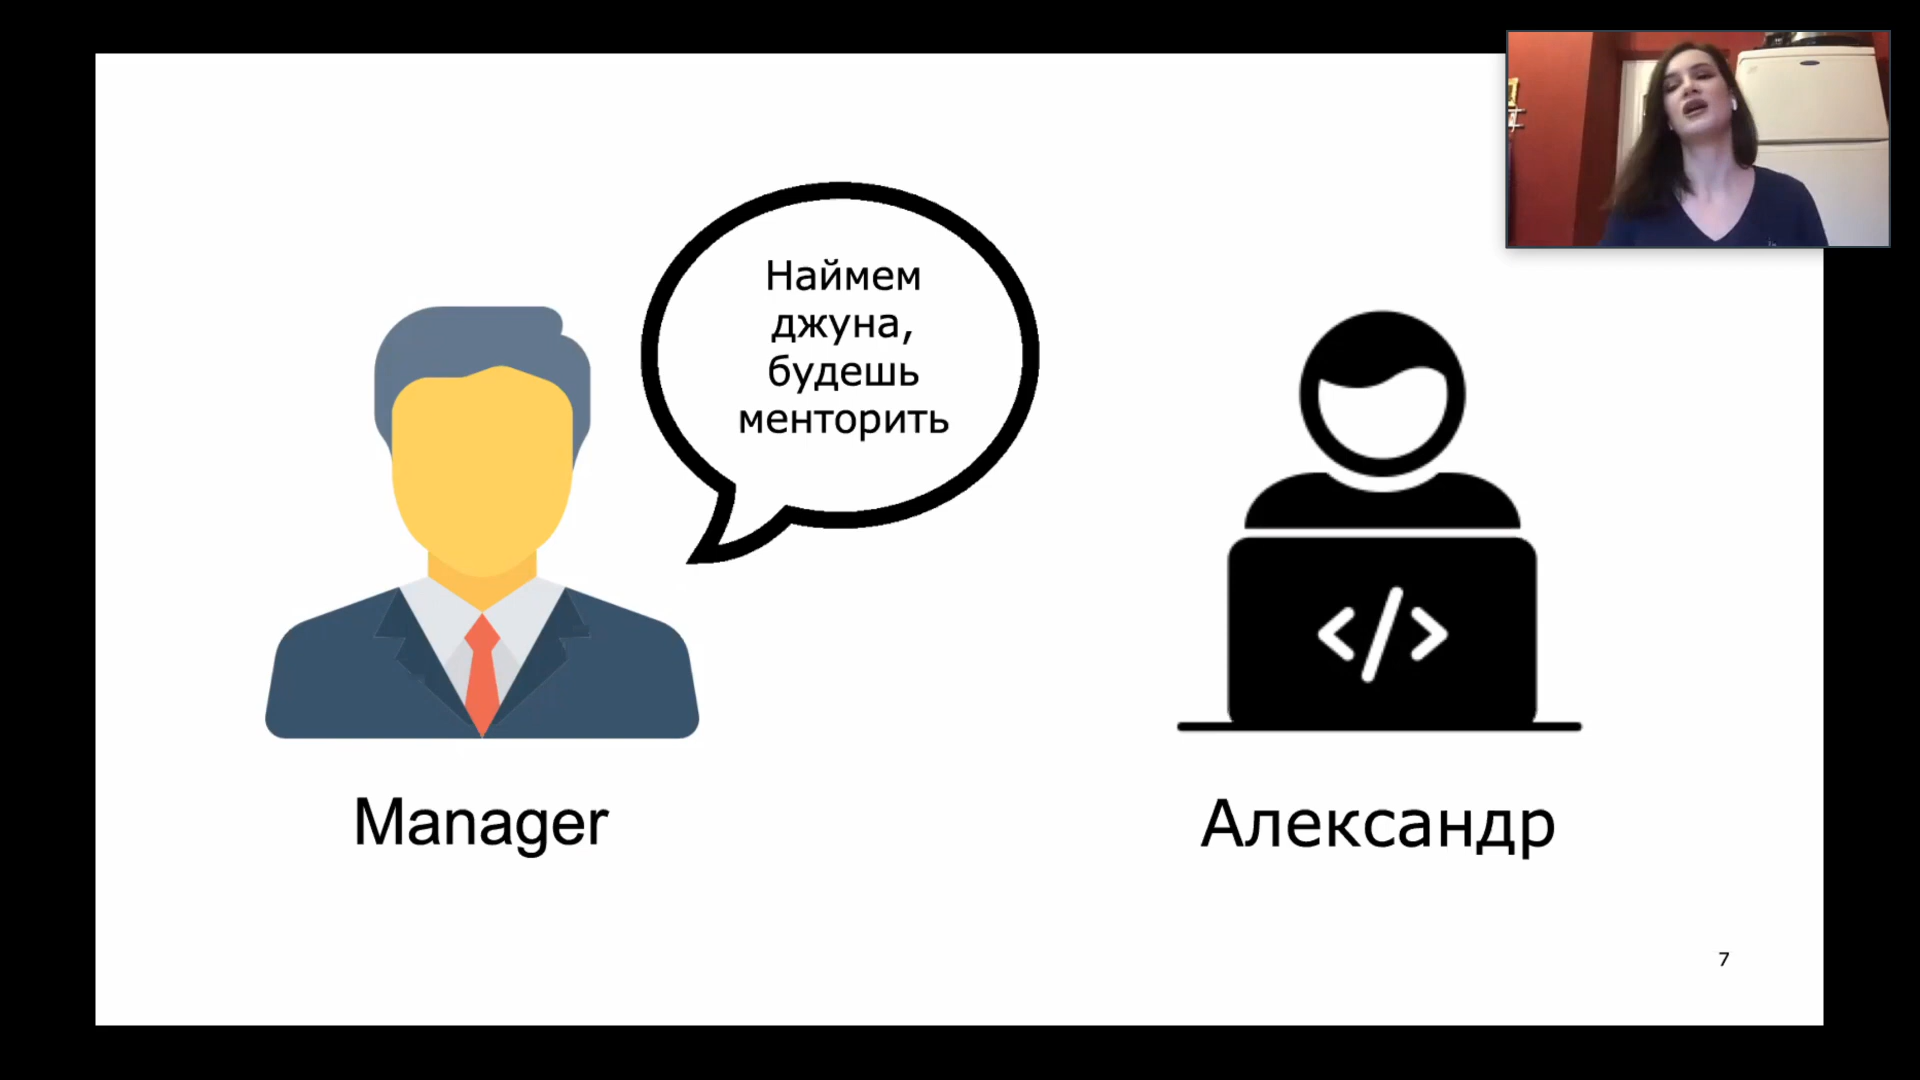 Наймем
джуна,
будешь
менторить
</>
Manager
Александр
7